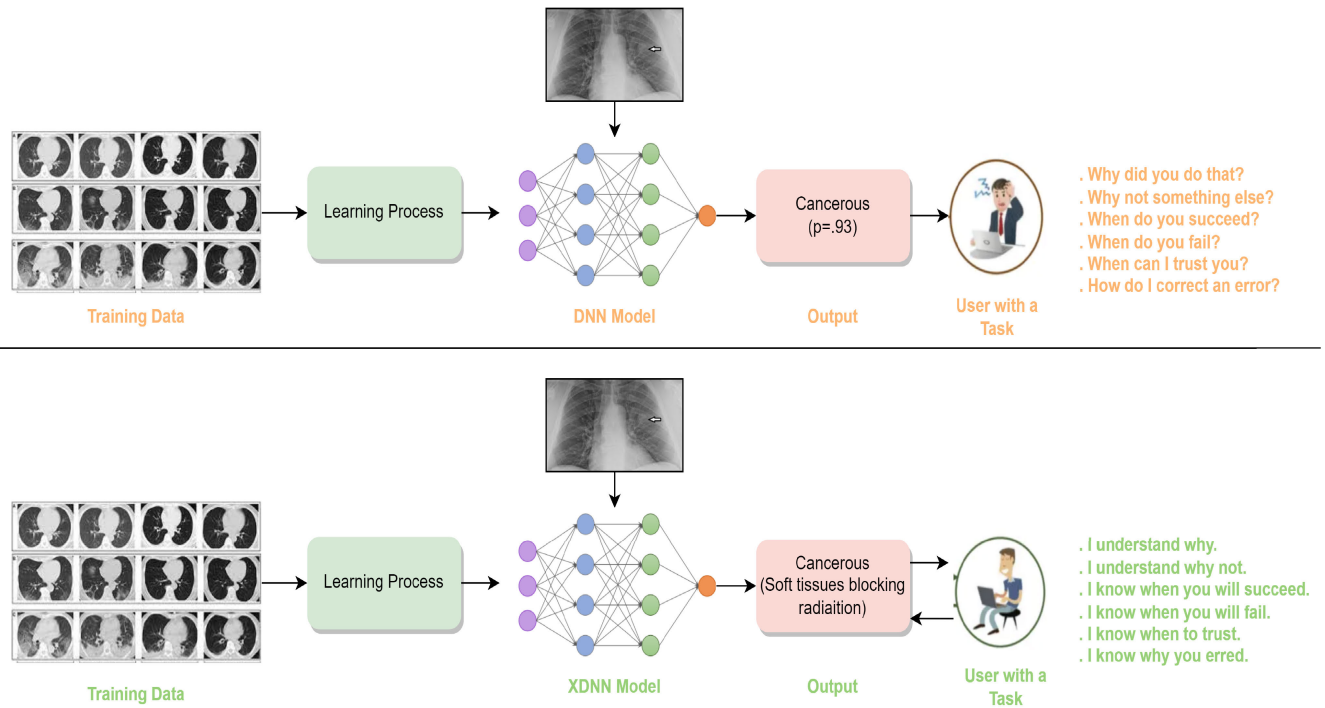 Learning Process
Cancerous
(p=.93)
. Why did you do that?
. Why not something else?
. When do you succeed?
. When do you fail?
. When can I trust you?
. How do I correct an error?
Training Data
DNN Model
Output
User with a
Task
Learning Process
Cancerous
(Soft tissues blocking
radiaition)
. I understand why.
. I understand why not.
. I know when you will succeed.
. I know when you will fail.
. I know when to trust.
. I know why you erred.
Training Data
XDNN Model
Output
User with a
Task